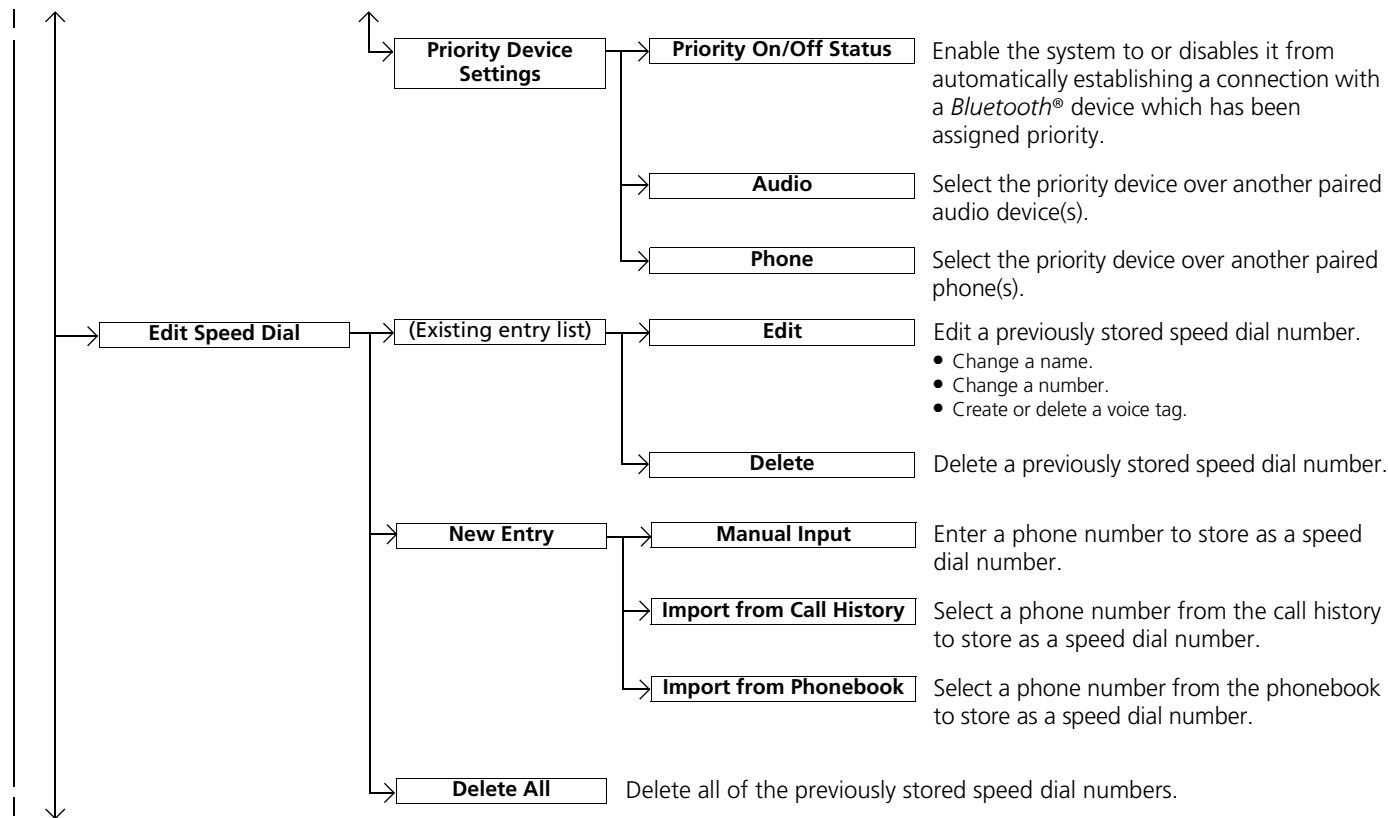 Priority Device
Settings
Priority On/Off Status
Enable the system to or disables it from
automatically establishing a connection with
a Bluetooth® device which has been
assigned priority.
Audio
Select the priority device over another paired
audio device(s).
Phone
Select the priority device over another paired
phone(s).
Edit Speed Dial
(Existing entry list)
Edit
Edit a previously stored speed dial number.
• Change a name.
• Change a number.
• Create or delete a voice tag.
Delete
Delete a previously stored speed dial number.
New Entry
Manual Input
Enter a phone number to store as a speed
dial number.
Import from Call History
Select a phone number from the call history
to store as a speed dial number.
Import from Phonebook
Select a phone number from the phonebook
to store as a speed dial number.
Delete All
Delete all of the previously stored speed dial numbers.